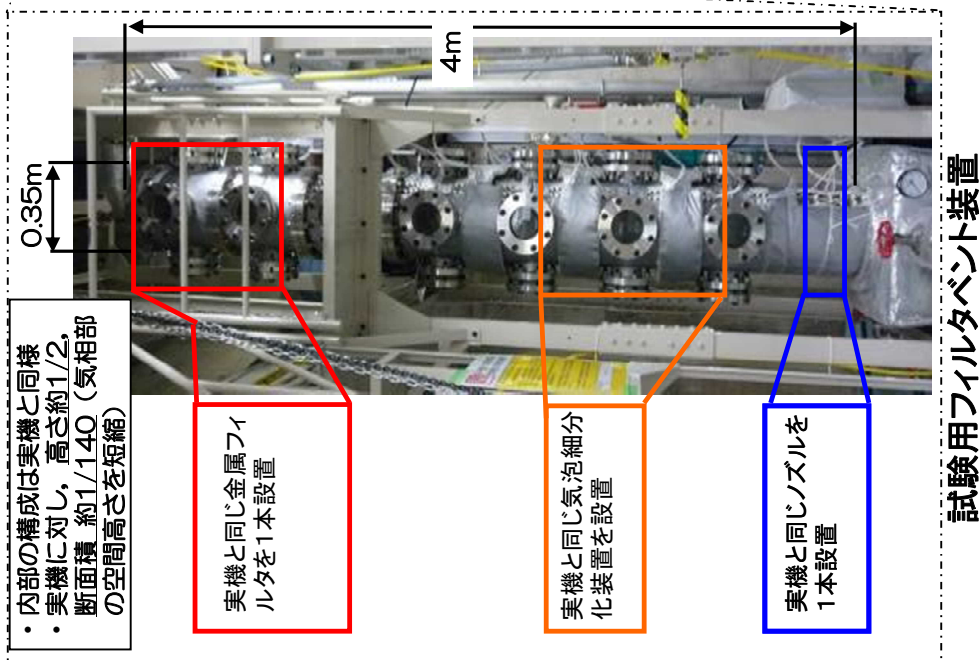 ・内部の構成は実機と同様
・実機に対し，高さ約1/2，
断面積 約1/140（気相部
の空間高さを短縮）
0.35m
4m
実機と同じ金属フィ
ルタを1本設置
実機と同じ気泡細分
化装置を設置
実機と同じノズルを
1本設置
試験用フィルタベント装置